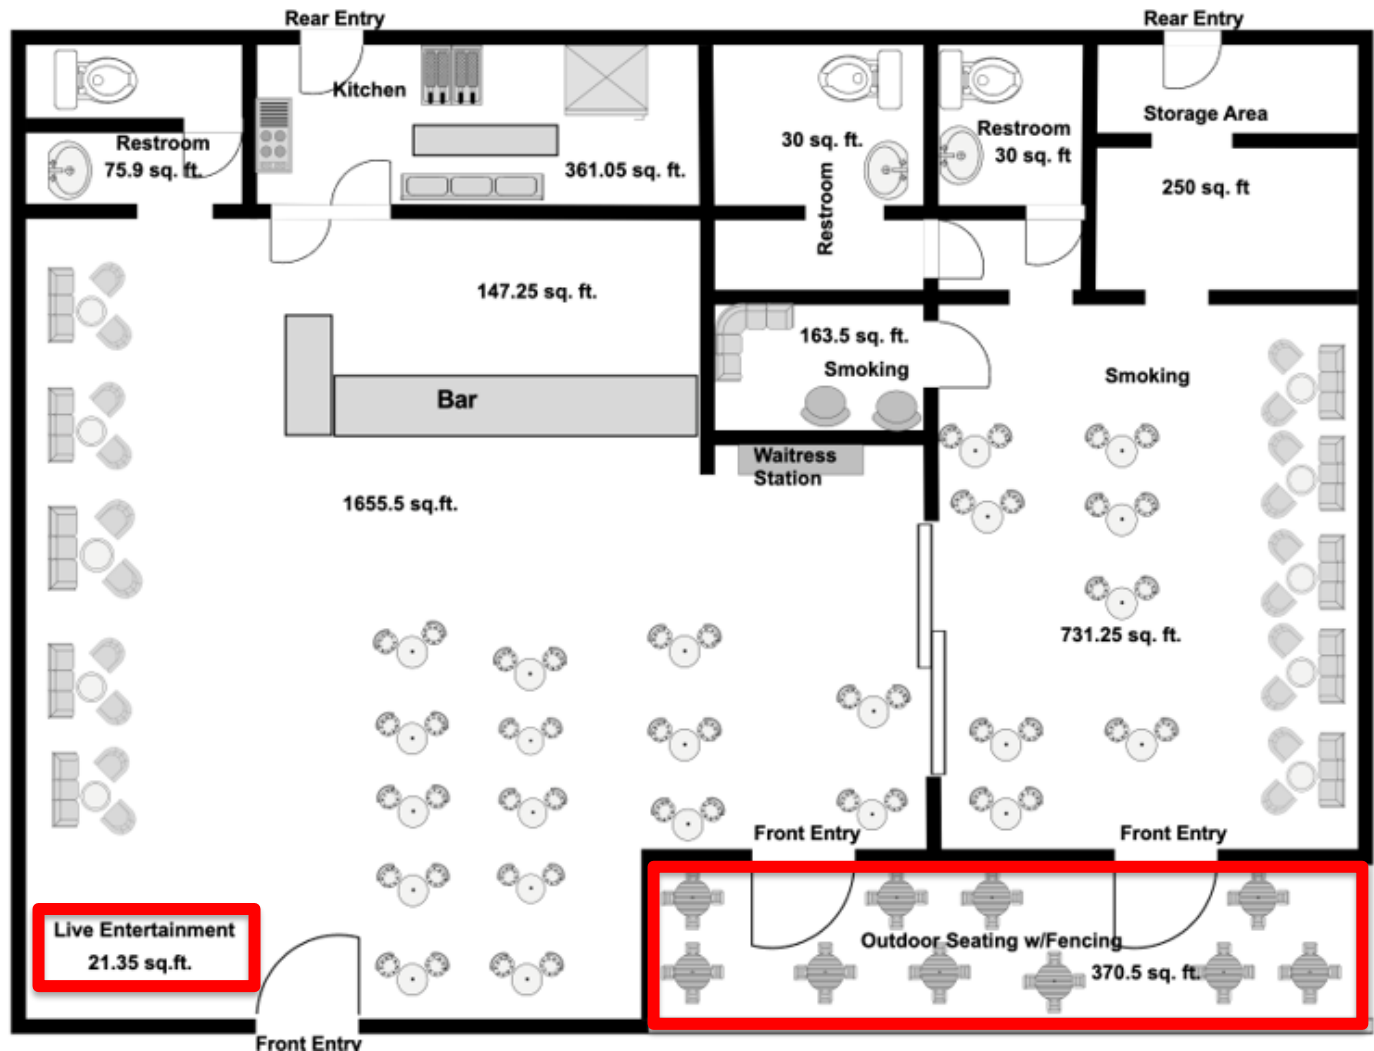 Rear Entry
Rear Entry
Kitchen
Storage Area
Restroom
75.9 sq. ft.
361.05 sq. ft.
30 sq. ft.
Restroom
Restroom
30 sq. ft
250 sq. ft
147.25 sq. ft.
163.5 sq. ft.
Smoking
Smoking
Bar
Waitress
Station
1655.5 sq.ft.
731.25 sq. ft.
Front Entry
Front Entry
Live Entertainment
21.35 sq.ft.
Outdoor Seating w/Fencing
370.5 sq. ft.
Front Entry